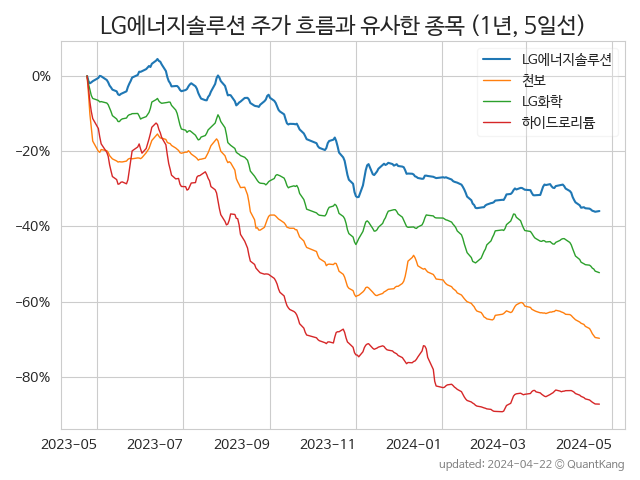 LG에너지솔루션 주가 흐름과 유사한 종목 (1년, 5일선)
LG에너지솔루션
천보
LG화학
하이드로리튬
0%
−20%
−40%
−60%
−80%
2023-05 2023-07 2023-09 2023-11 2024-01 2024-03 2024-05
updated: 2024-04-22 © QuantKang